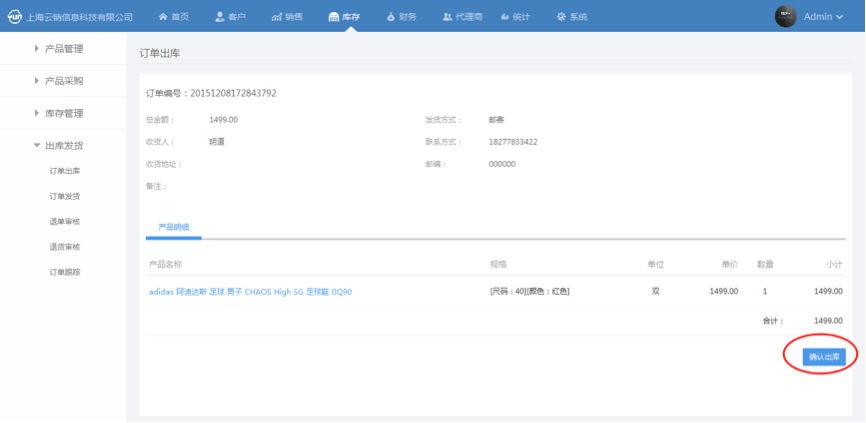 yun 上海云销信息科技有限公司 首页 客户 销售 库存 财务 代理商 统计 系统 Admin
产品管理
产品采购
库存管理
出库发货
订单出库
订单发货
退单审核
退货审核
订单跟踪
订单出库
订单编号：20151208172843792
总金额： 1499.00 发货方式： 邮寄
收货人： 明道 联系方式： 18277833422
收货地址： 邮编： 000000
备注：
产品明细
产品名称 规格 单位 单价 数量 小计
adidas 阿迪达斯 足球 男子 CHAOS High SG 足球鞋 IIQ90 [尺码：40][颜色：红色] 双 1499.00 1 1499.00
合计： 1499.00
确认出库